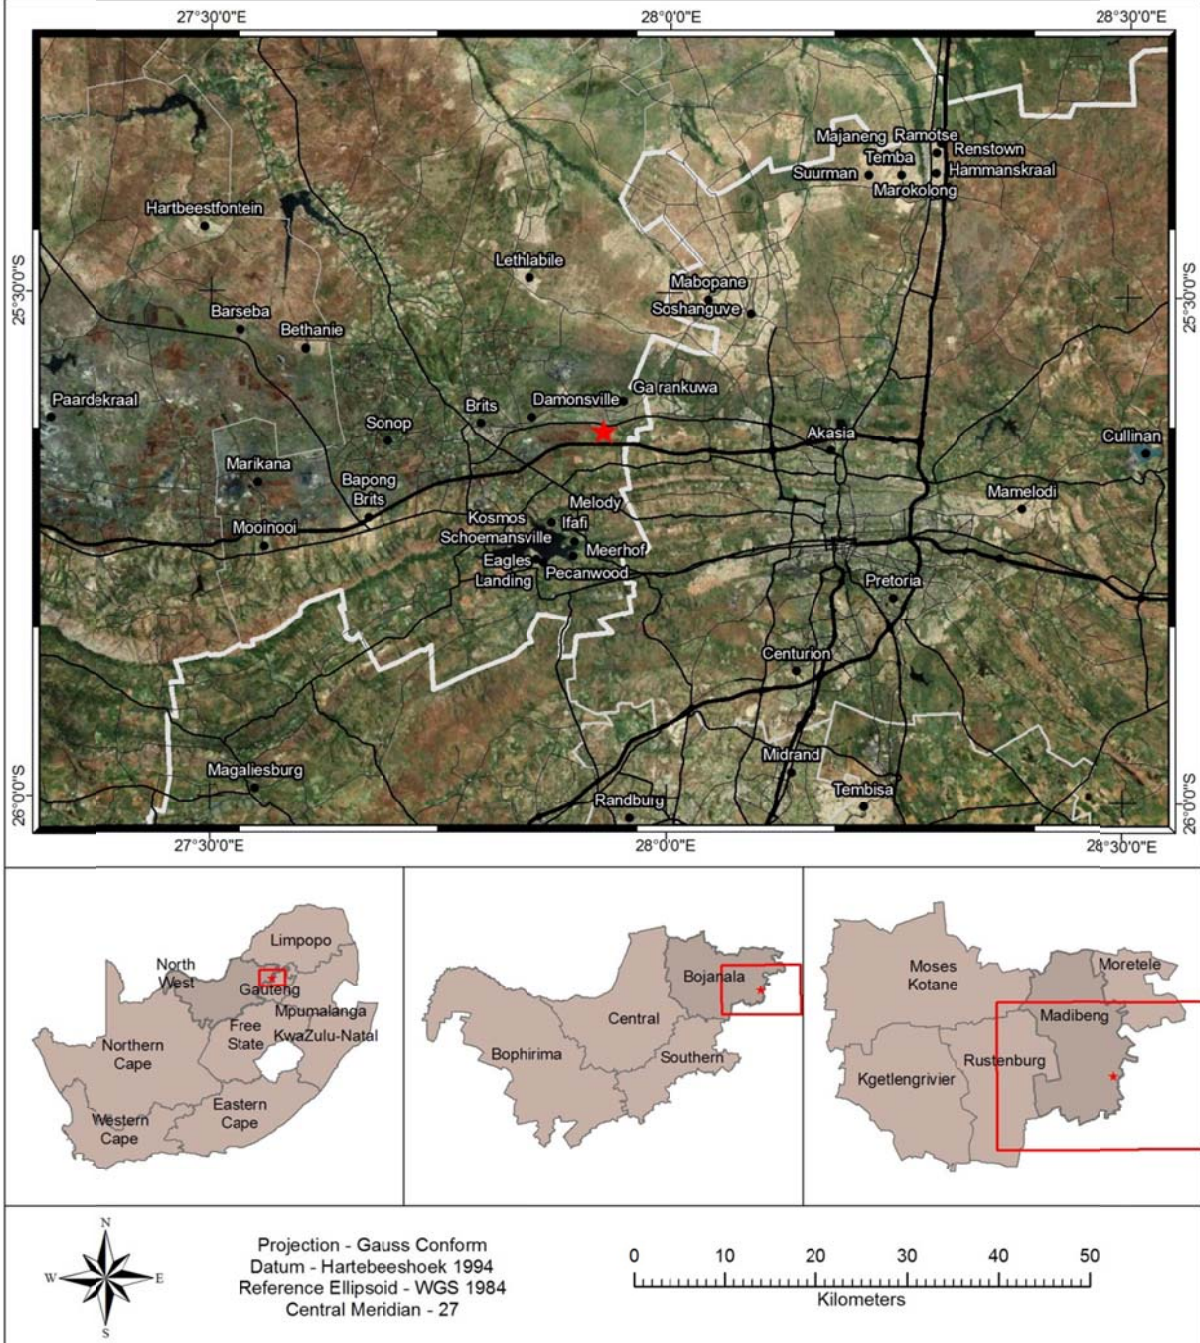 27°30'0"E
28°0'0"E
28°30'0"E
Majaneng
Ramotse
Temba
Renstown
Suurman
Hammanskraal
Marokolong
Hartbeestfontein
Lethlabile
Mabopane
25°30'0"S
25°30'0"S
Barseba
Soshanguve
Bethanie
Paardekraal
Damonsville
Ga-rankuwa
Brits
Sonop
Akasia
Cullinan
Marikana
Bapong
Brits
Mamelodi
Melody
Kosmos
Ifafi
Mooinooi
Schoemansville
Meerhof
Eagles
Landing
Pecanwood
Pretoria
Centurion
Midrand
Magaliesburg
Tembisa
Randburg
26°0'0"S
26°0'0"S
27°30'0"E
28°0'0"E
28°30'0"E
Limpopo
North
West
Gauteng
Mpumalanga
Free
State
KwaZulu-Natal
Northern
Cape
Eastern
Cape
Western
Cape
Bojanala
Central
Bophirima
Southern
Moses
Kotane
Moretele
Madibeng
Rustenburg
Kgetlengrivier
N
W
E
S
Projection - Gauss Conform
Datum - Hartebeeshoek 1994
Reference Ellipsoid - WGS 1984
Central Meridian - 27
0 10 20 30 40 50
Kilometers